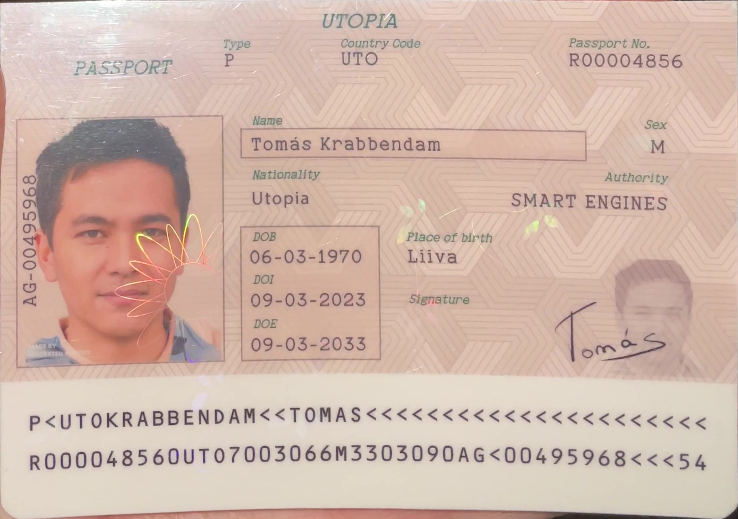 UTOPIA
PASSPORT
Type
P
Country Code
UTO
Passport No.
R00004856
Name
Tomás Krabbendam
Sex
M
Nationality
Utopia
Authority
SMART ENGINES
DOB
06-03-1970
Place of birth
Liiva
DOI
09-03-2023
Signature
DOE
09-03-2033
Tomás
AG-00495968
P<UTOKRABBENDAM<<TOMAS<<<<<<<<<<<<<<<<<<<<<<
R000048560UTO7003066M3303090AG<00495968<<<54